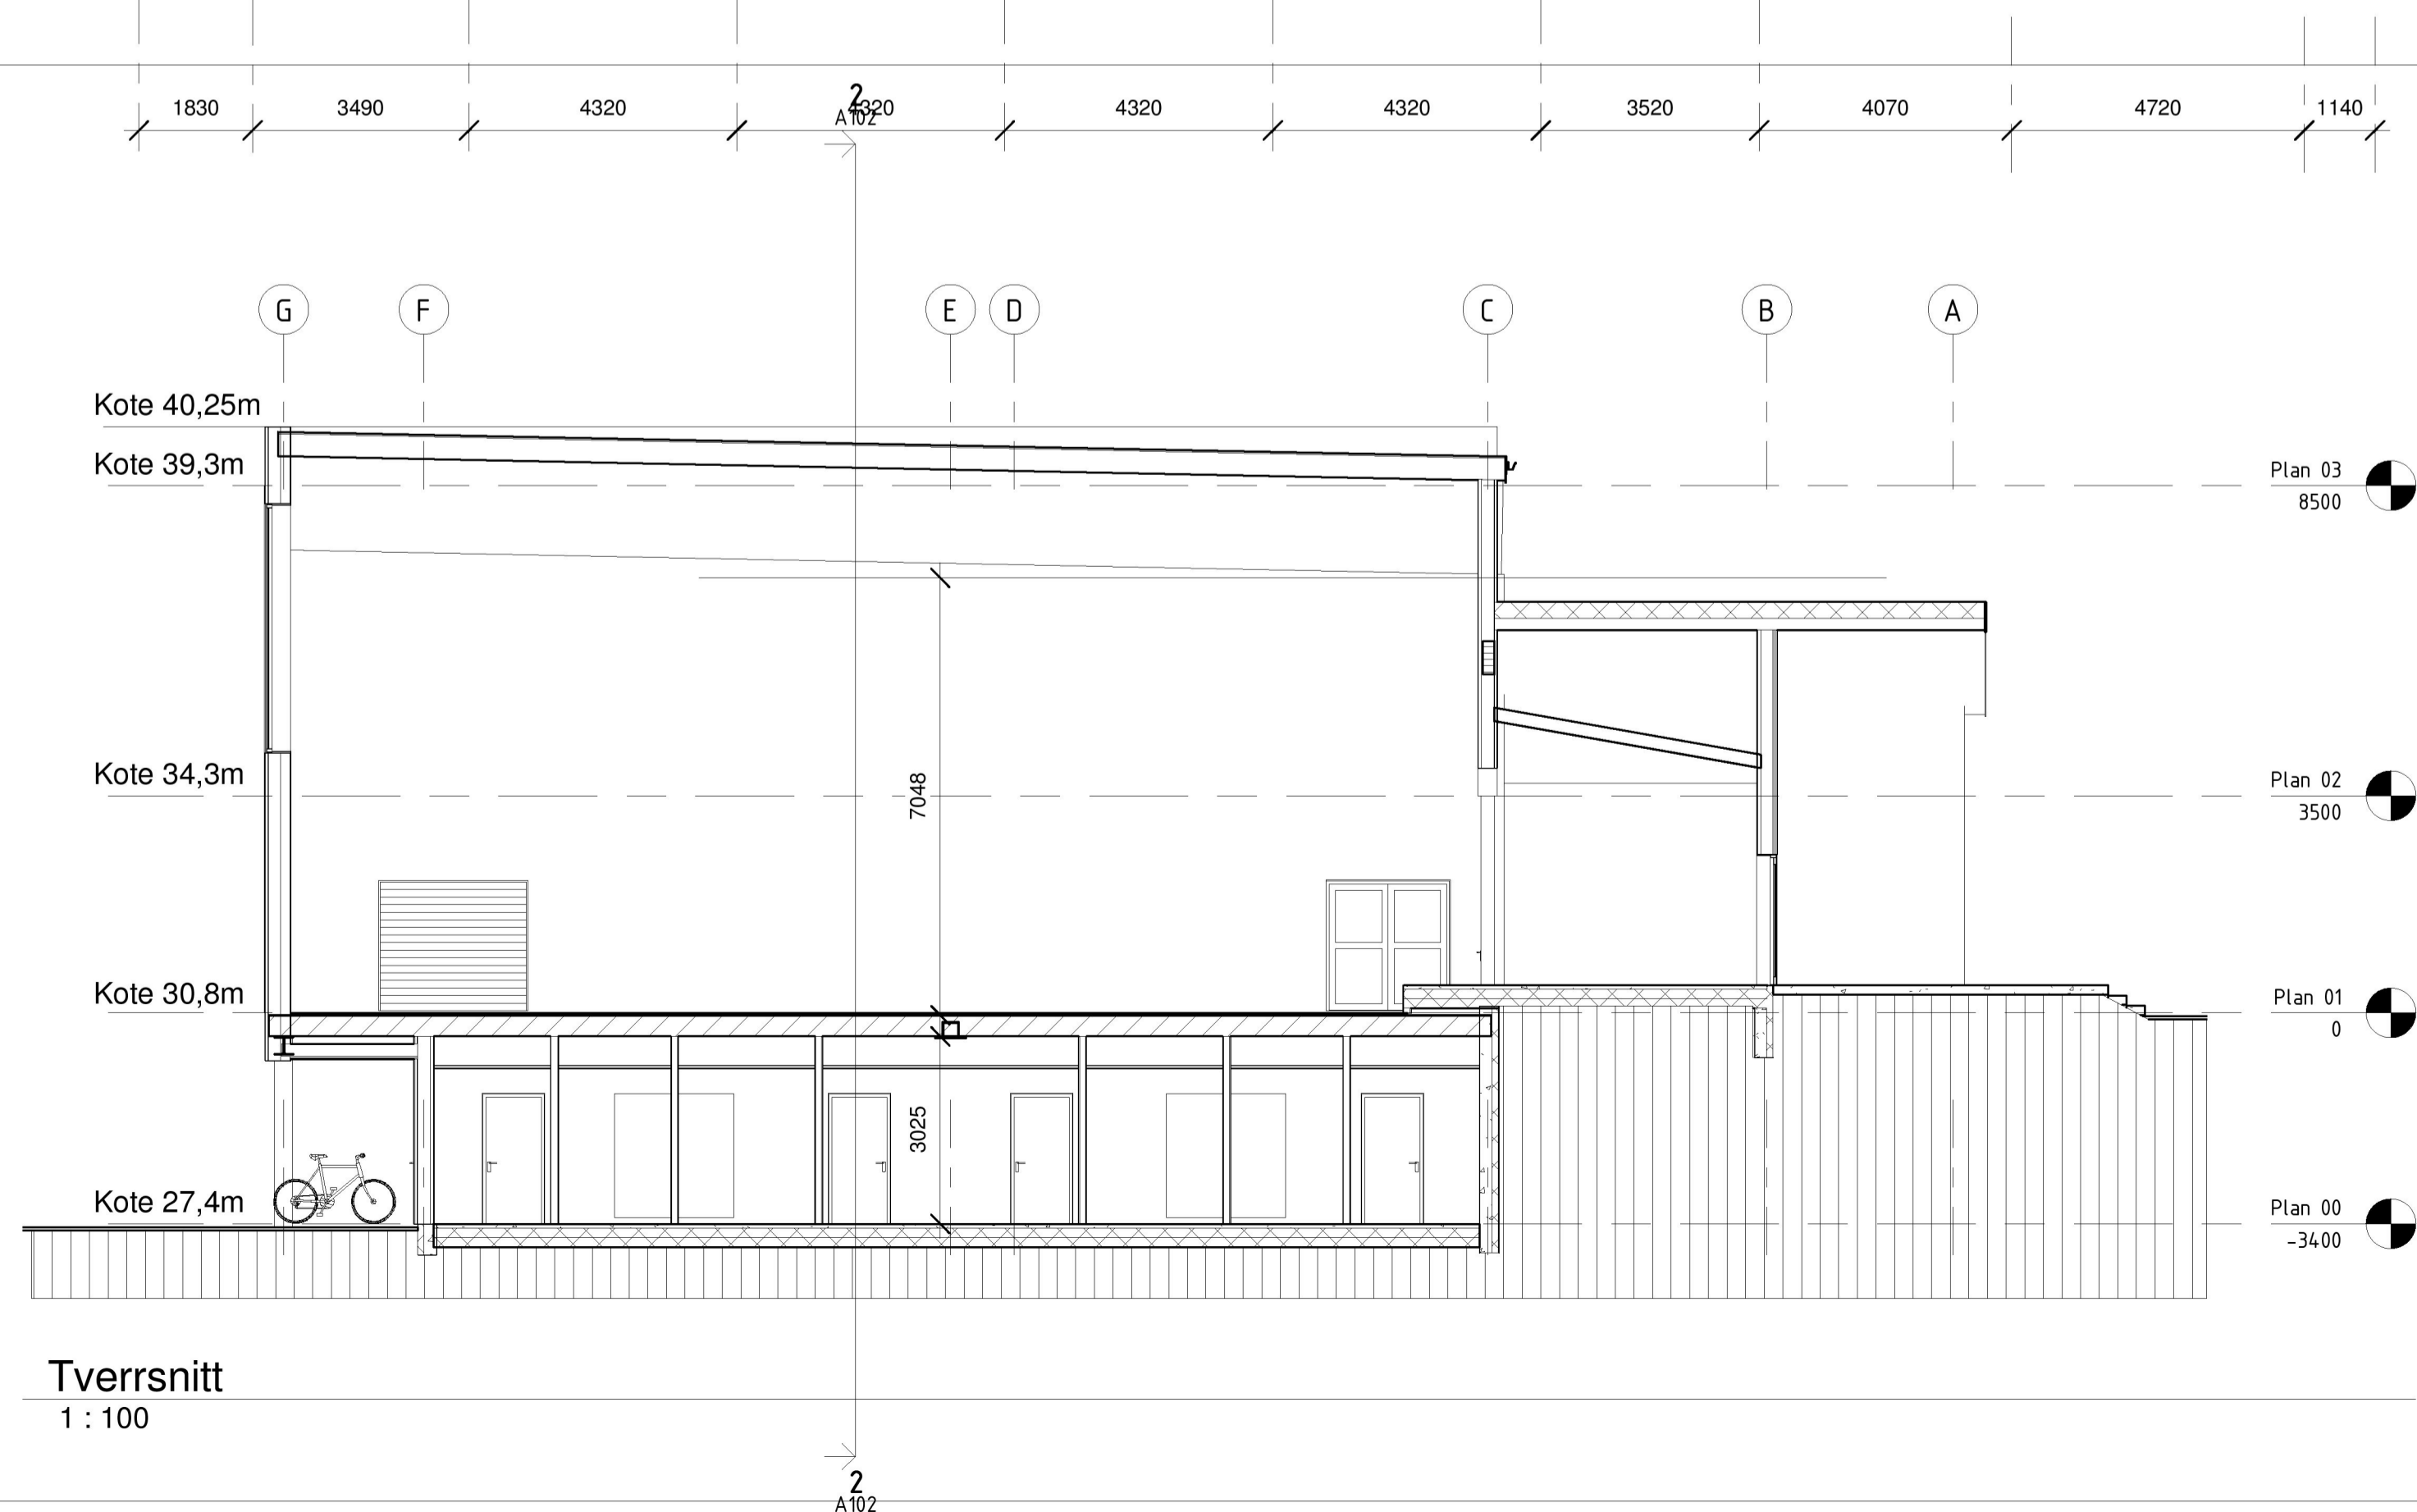 1830 3490 4320 4320 4320 4320 3520 4070 4720 1140
2
A102
G F E D C B A
Kote 40,25m
Kote 39,3m
Plan 03
8500
Kote 34,3m
Plan 02
3500
7048
Kote 30,8m
Plan 01
0
3025
Kote 27,4m
Plan 00
-3400
Tverrsnitt
1 : 100
2
A102